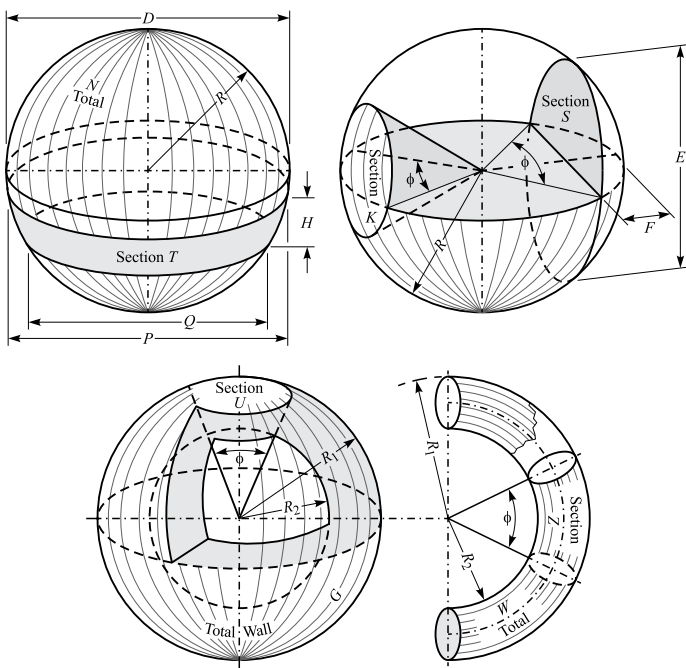 D
N
Total
R
H
Section T
Q
P
Section
S
E
Section
K
ϕ
ϕ
R
F
Section
U
R1
ϕ
R2
G
Total Wall
R1
Section
Z
ϕ
R2
W
Total